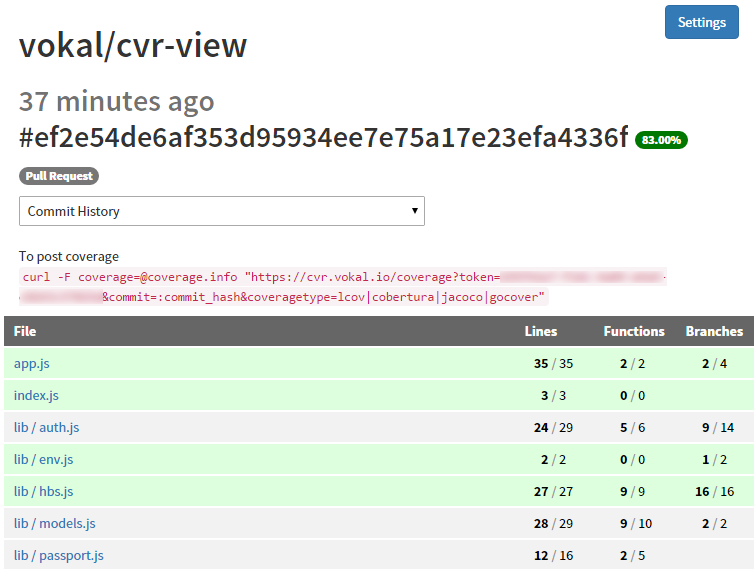 Settings
vokal/cvr-view
37 minutes ago
#ef2e54de6af353d95934ee7e75a17e23efa4336f 83.00%
Pull Request
Commit History
To post coverage
curl -F coverage=@coverage.info "https://cvr.vokal.io/coverage?token=
&commit=:commit_hash&coveragetype=lcov|cobertura|jacoco|gocover"
File Lines Functions Branches
app.js 35 / 35 2 / 2 2 / 4
index.js 3 / 3 0 / 0
lib / auth.js 24 / 29 5 / 6 9 / 14
lib / env.js 2 / 2 0 / 0 1 / 2
lib / hbs.js 27 / 27 9 / 9 16 / 16
lib / models.js 28 / 29 9 / 10 2 / 2
lib / passport.js 12 / 16 2 / 5